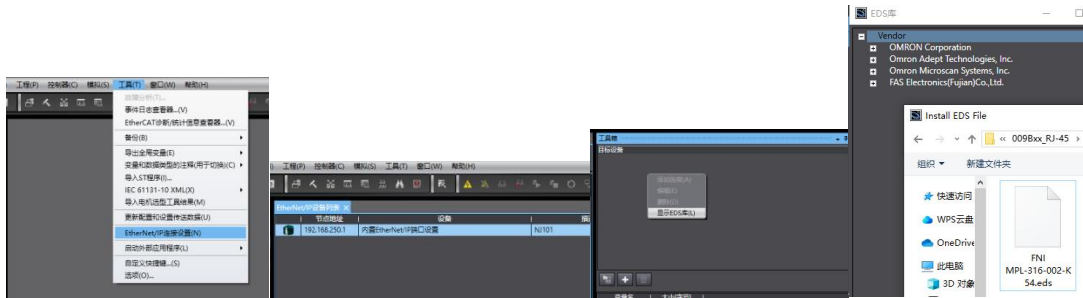 工程(P) 控制器(C) 模拟(S) 工具(T) 窗口(W) 帮助(H)
事件日志查看器...(V)
EtherCAT诊断/统计信息查看器...(V)
备份(B)
导出全局变量(E)
变量和数据类型的注释(用于切换)(C)
导入ST程序(I)...
IEC 61131-10 XML(X)
导入电机选型工具结果(M)
更新配置和设置传送数据(U)
EtherNet/IP连接设置(N)
启动外部应用程序(L)
自定义快捷键...(S)
选项(O)...
工程(P) 控制器(C) 模拟(S) 工具(T) 窗口(W) 帮助(H)
EtherNet/IP设备列表
节点地址 设备
192.168.250.1 内置EtherNet/IP端口设置 NJ101
工具箱
目标设备
显示EDS库(L)
EDS库
Vendor
OMRON Corporation
Omron Adept Technologies, Inc.
Omron Microscan Systems, Inc.
FAS Electronics(Fujian)Co.,Ltd.
Install EDS File
« 009Bxx_RJ-45 ›
组织 新建文件夹
快速访问
WPS云盘
OneDrive
此电脑
3D 对象
FNI
MPL-316-002-K
54.eds